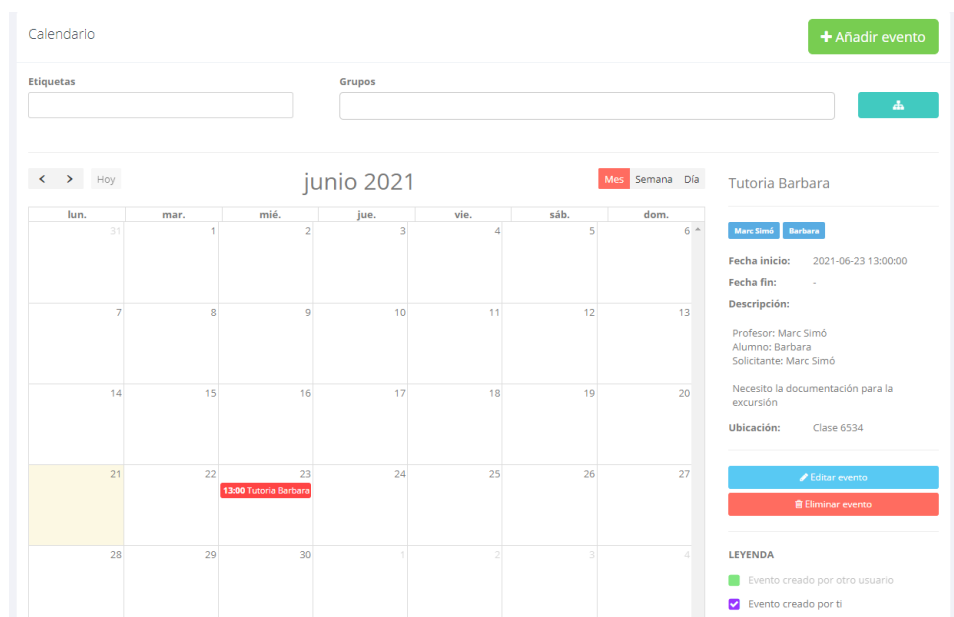 Calendario
Añadir evento
Etiquetas
Grupos
Hoy
junio 2021
Mes Semana Día
lun. mar. mié. jue. vie. sáb. dom.
31 1 2 3 4 5 6
7 8 9 10 11 12 13
14 15 16 17 18 19 20
21 22 23 24 25 26 27
13:00 Tutoria Barbara
28 29 30 1 2 3 4
Tutoria Barbara
Marc Simó Barbara
Fecha inicio: 2021-06-23 13:00:00
Fecha fin: -
Descripción:
Profesor: Marc Simó
Alumno: Barbara
Solicitante: Marc Simó
Necesito la documentación para la
excursión
Ubicación: Clase 6534
Editar evento
Eliminar evento
LEYENDA
Evento creado por otro usuario
Evento creado por ti